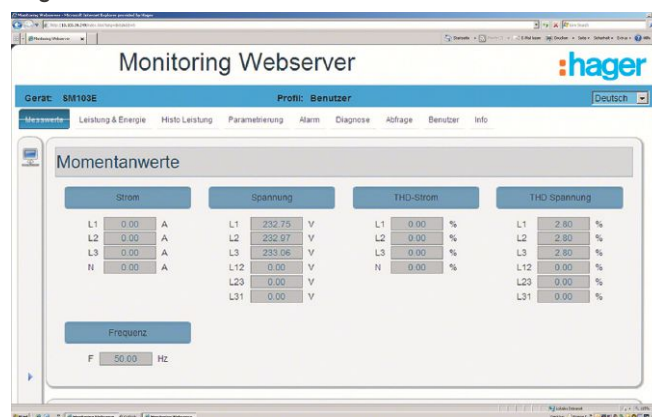 Monitoring Webserver
:hager
Gerät: SM103E Profil: Benutzer Deutsch
Messwerte Leistung & Energie Histo Leistung Parametrierung Alarm Diagnose Abfrage Benutzer Info
Momentanwerte
Strom Spannung THD-Strom THD Spannung
L1 0.00 A L1 232.75 V L1 0.00 % L1 2.80 %
L2 0.00 A L2 232.97 V L2 0.00 % L2 2.80 %
L3 0.00 A L3 233.06 V L3 0.00 % L3 2.80 %
N 0.00 A L12 0.00 V N 0.00 % L12 0.00 %
L23 0.00 V L23 0.00 %
L31 0.00 V L31 0.00 %
Frequenz
F 50.00 Hz